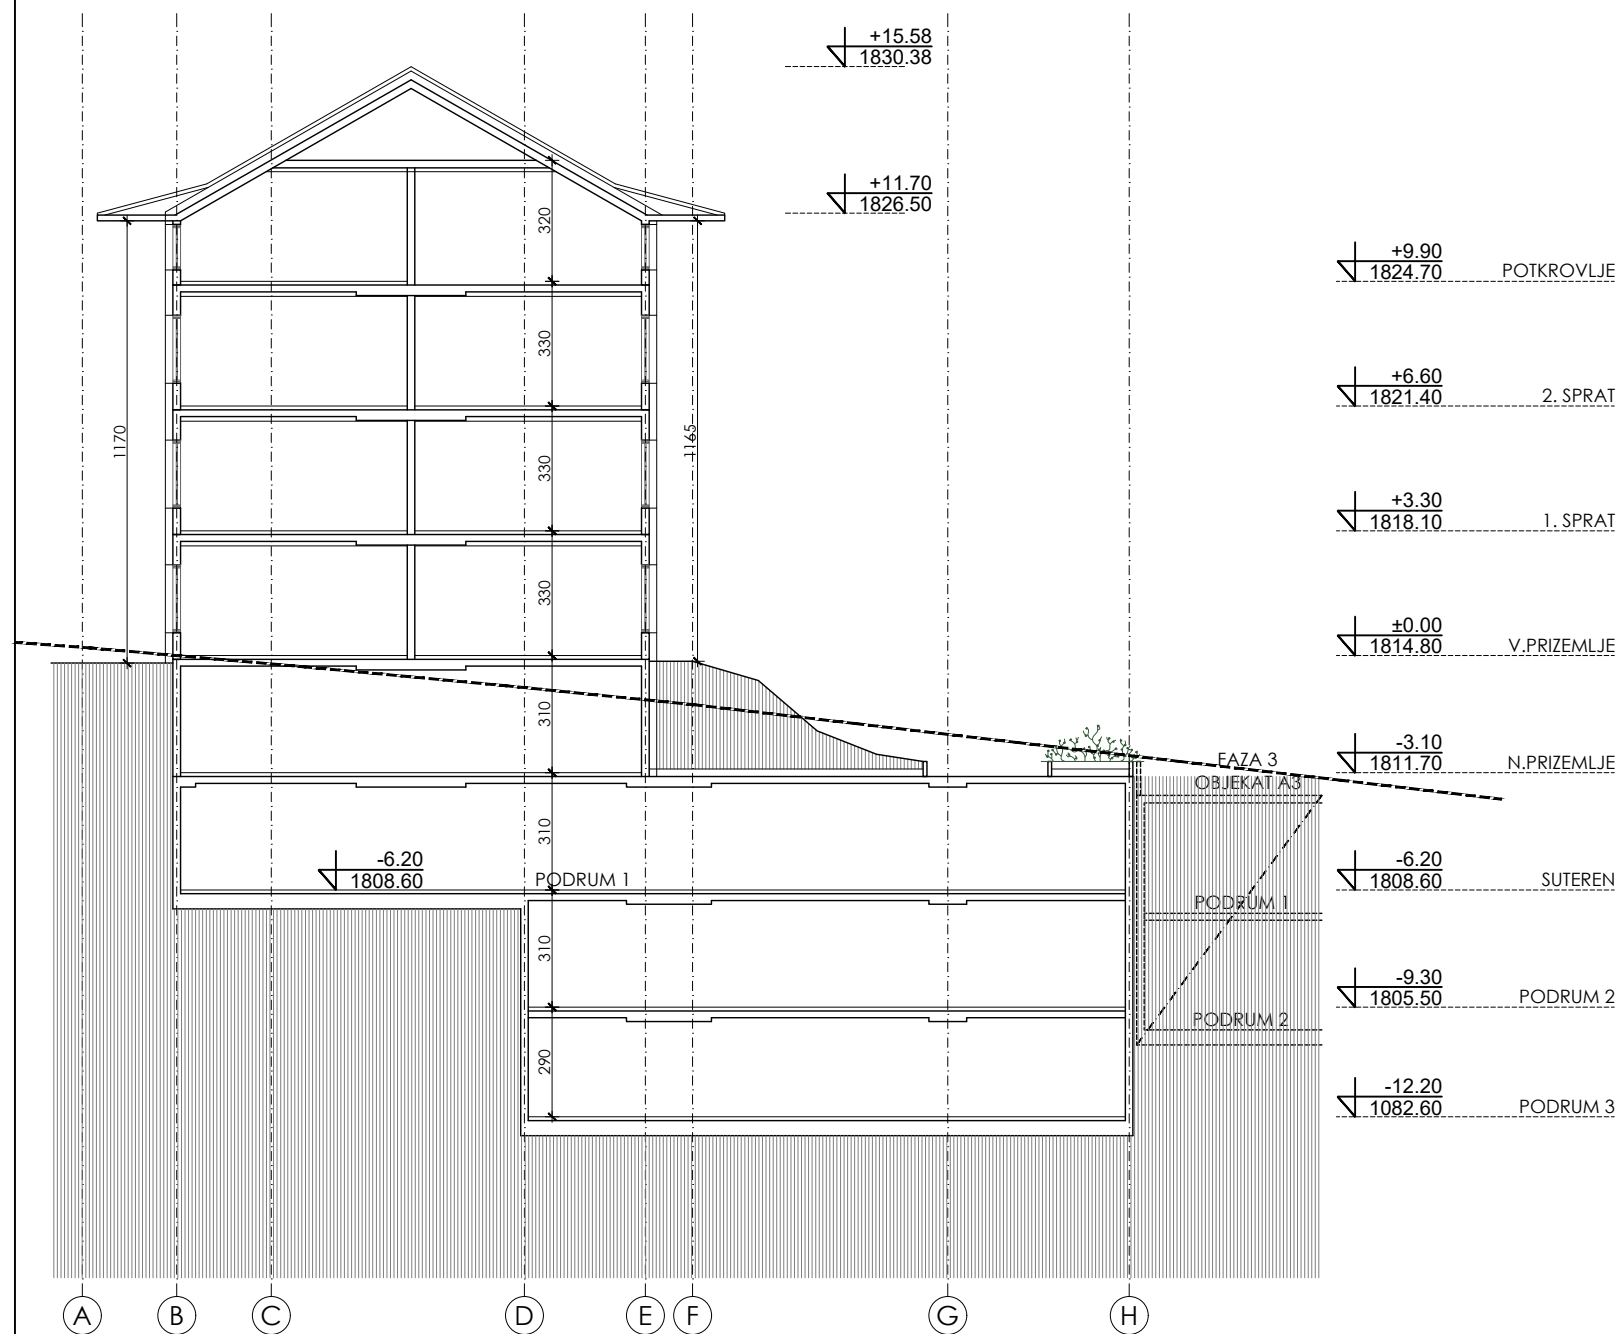 +15.58
1830.38
+11.70
1826.50
+9.90
1824.70 POTKROVLJE
320
330
+6.60
1821.40 2. SPRAT
1170
1165
330
+3.30
1818.10 1. SPRAT
330
±0.00
1814.80 V.PRIZEMLJE
310
-3.10
1811.70 N.PRIZEMLJE
FAZA 3
OBJEKAT A3
310
-6.20
1808.60
PODRUM 1
-6.20
1808.60 SUTEREN
PODRUM 1
310
-9.30
1805.50 PODRUM 2
PODRUM 2
290
-12.20
1082.60 PODRUM 3
A B C D E F G H